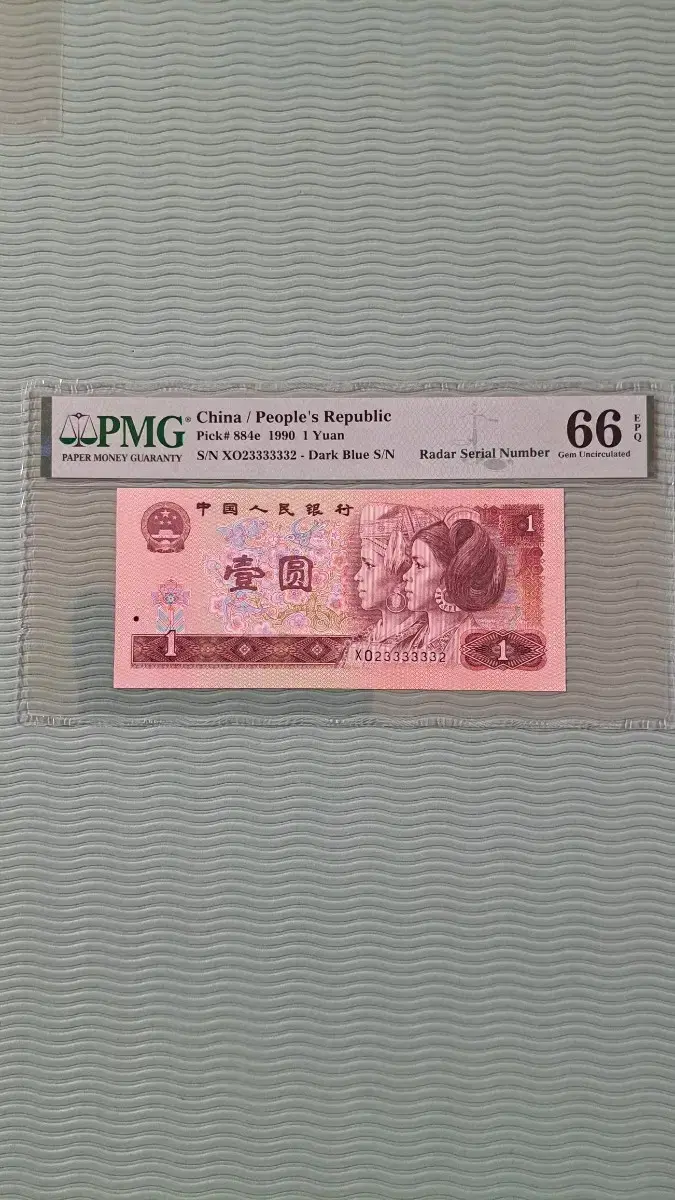 PMG®
PAPER MONEY GUARANTY
China / People's Republic
Pick# 884e 1990 1 Yuan
S/N XO23333332 - Dark Blue S/N
Radar Serial Number
66
EPQ
Gem Uncirculated
中国人民银行
1
壹圆
1
XO23333332
1